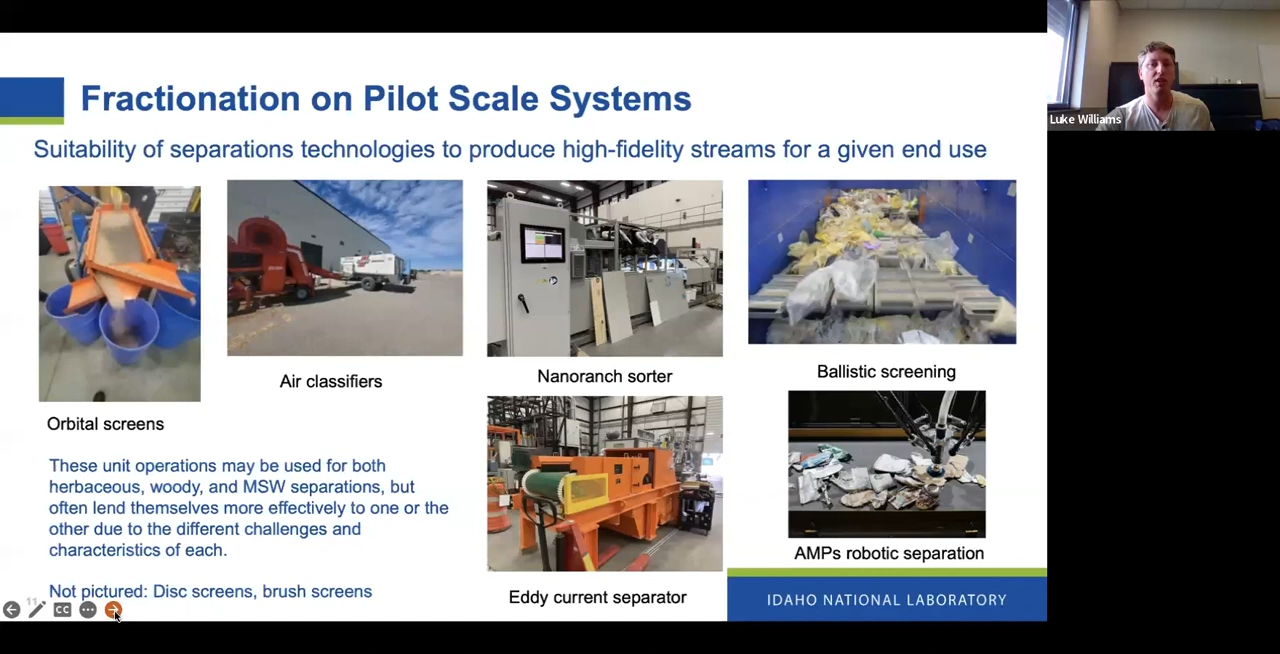 Fractionation on Pilot Scale Systems
Luke Williams
Suitability of separations technologies to produce high-fidelity streams for a given end use
Orbital screens
Air classifiers
Nanoranch sorter
Ballistic screening
These unit operations may be used for both
herbaceous, woody, and MSW separations, but
often lend themselves more effectively to one or the
other due to the different challenges and
characteristics of each.
Not pictured: Disc screens, brush screens
Eddy current separator
AMPs robotic separation
11
CC
IDAHO NATIONAL LABORATORY